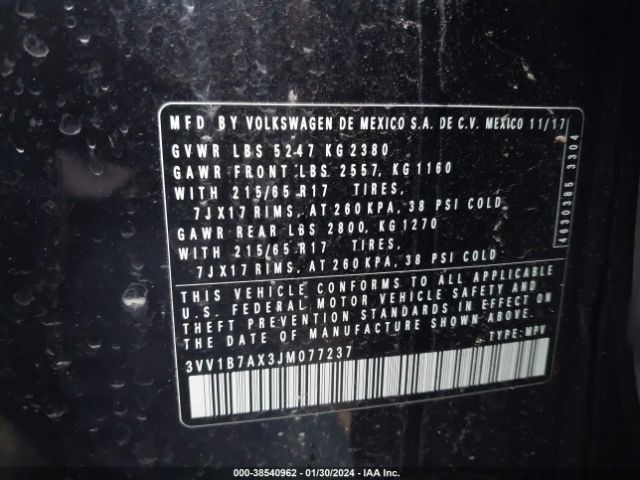 MFD BY VOLKSWAGEN DE MEXICO S.A. DE C.V. MEXICO 11/17
GVWR LBS 5247 KG 2380
GAWR FRONT LBS 2557, KG 1160
WITH 215/65 R17 TIRES,
7JX17 RIMS, AT 260 KPA, 38 PSI COLD
GAWR REAR LBS 2800, KG 1270
WITH 215/65 R17 TIRES,
7JX17 RIMS, AT 260 KPA, 38 PSI COLD
THIS VEHICLE CONFORMS TO ALL APPLICABLE
U.S. FEDERAL MOTOR VEHICLE SAFETY AND
THEFT PREVENTION STANDARDS IN EFFECT ON
THE DATE OF MANUFACTURE SHOWN ABOVE.
TYPE: MPV
3VV1B7AX3JM077237
4630385 3304
000-38540962 - 01/30/2024 - IAA Inc.